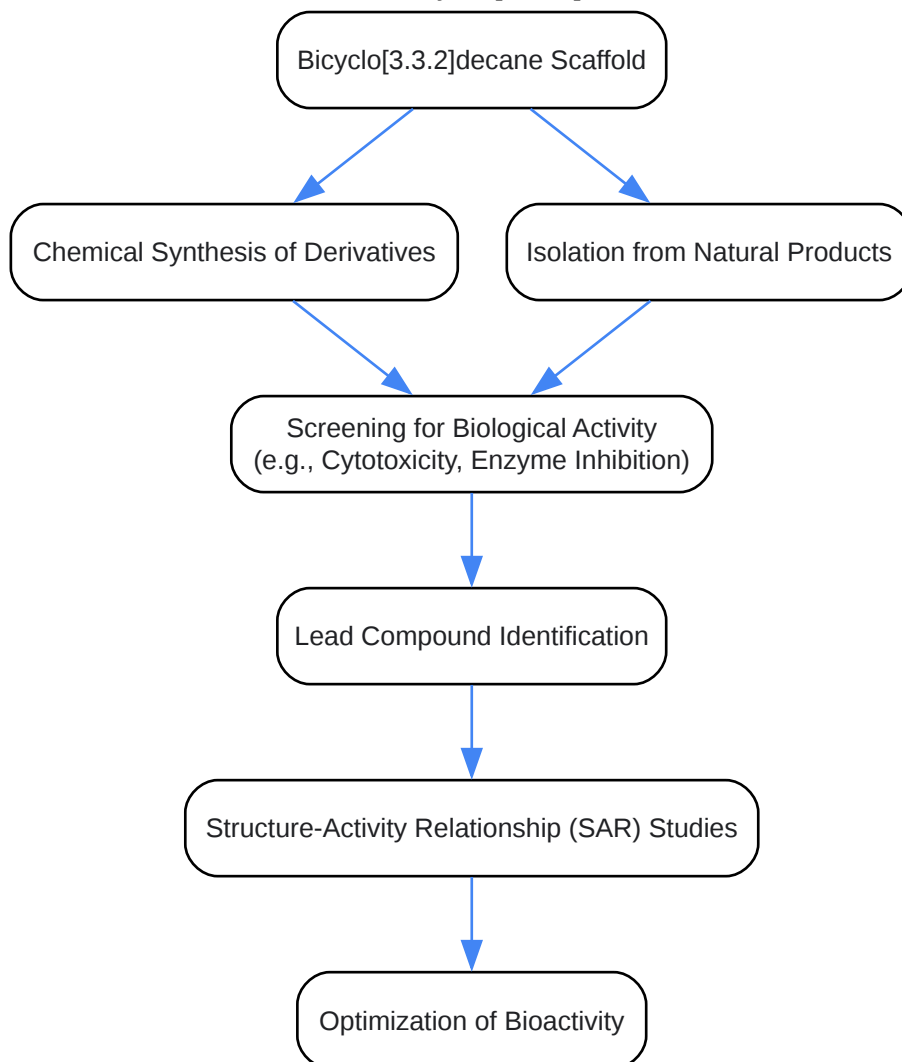 Bicyclo[3.3.2]decane Scaffold
Chemical Synthesis of Derivatives
Isolation from Natural Products
Screening for Biological Activity
(e.g., Cytotoxicity, Enzyme Inhibition)
Lead Compound Identification
Structure-Activity Relationship (SAR) Studies
Optimization of Bioactivity